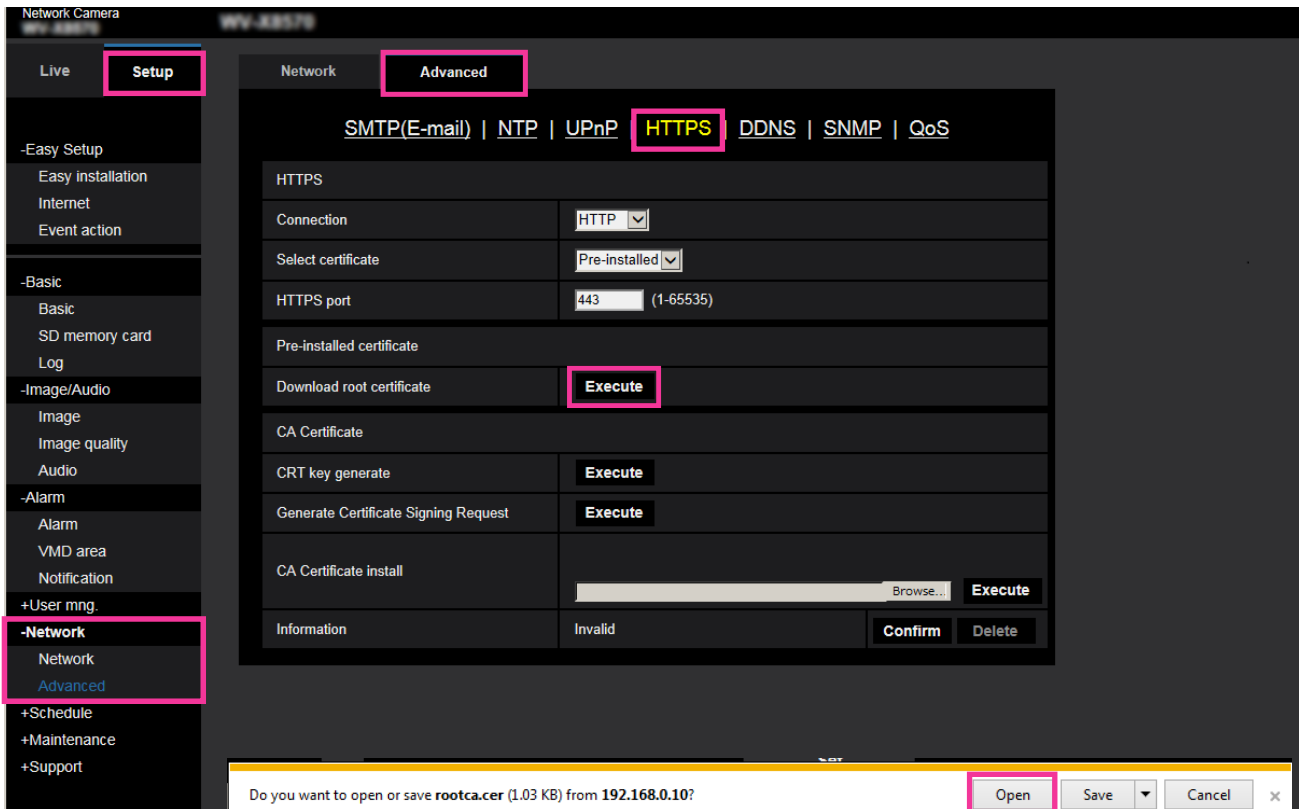 Network Camera
WV-X8570
WV-X8570
Live Setup
Network Advanced
SMTP(E-mail) | NTP | UPnP | HTTPS | DDNS | SNMP | QoS
-Easy Setup
Easy installation
Internet
Event action
-Basic
Basic
SD memory card
Log
-Image/Audio
Image
Image quality
Audio
-Alarm
Alarm
VMD area
Notification
+User mng.
-Network
Network
Advanced
+Schedule
+Maintenance
+Support
HTTPS
Connection HTTP
Select certificate Pre-installed
HTTPS port 443 (1-65535)
Pre-installed certificate
Download root certificate Execute
CA Certificate
CRT key generate Execute
Generate Certificate Signing Request Execute
CA Certificate install Browse... Execute
Information Invalid Confirm Delete
Do you want to open or save rootca.cer (1.03 KB) from 192.168.0.10? Open Save Cancel ×